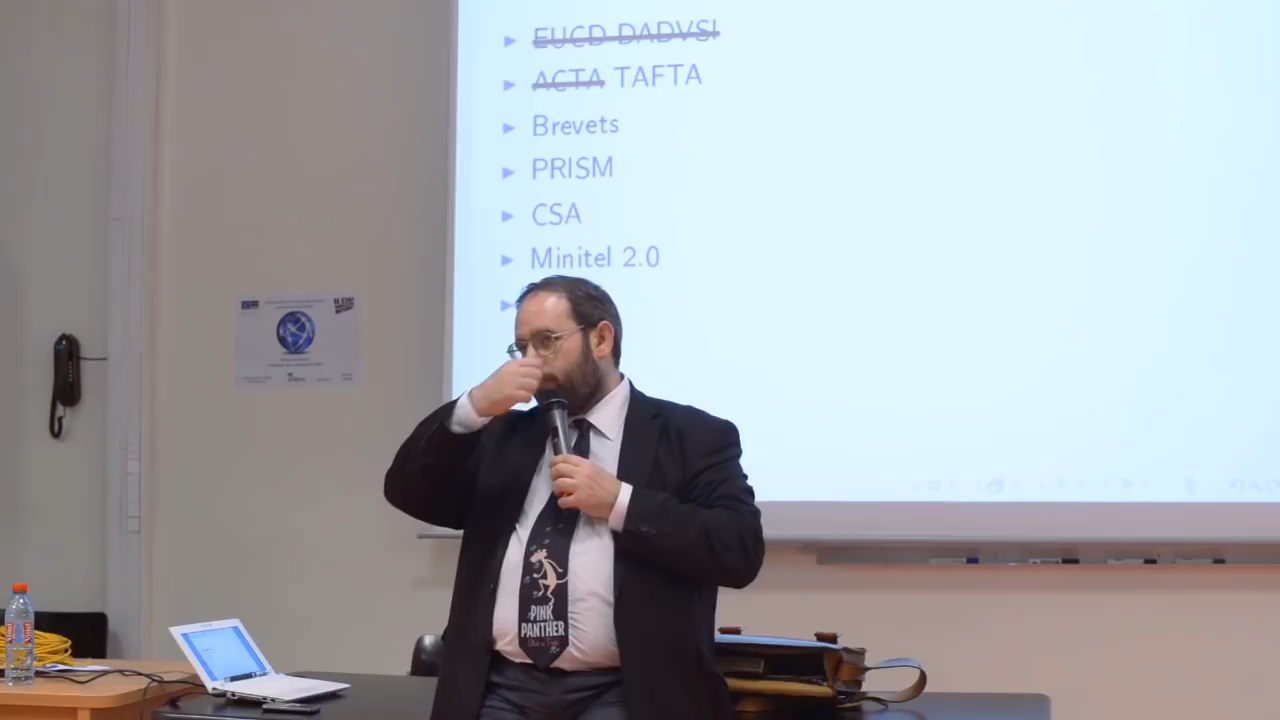 EUCD DADVSI
ACTA TAFTA
Brevets
PRISM
CSA
Minitel 2.0
PINK
PANTHER